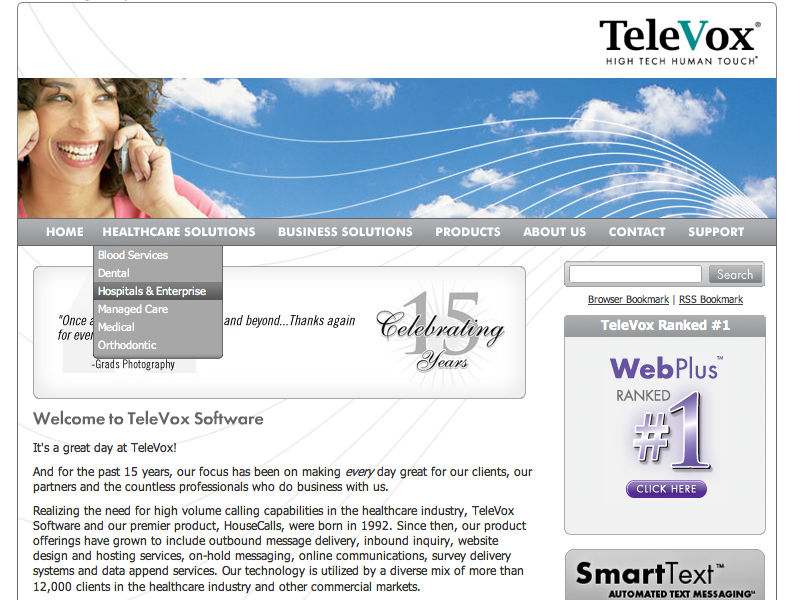 TeleVox®
HIGH TECH HUMAN TOUCH®
HOME HEALTHCARE SOLUTIONS BUSINESS SOLUTIONS PRODUCTS ABOUT US CONTACT SUPPORT
Blood Services
Dental
Hospitals & Enterprise
Managed Care
Medical
Orthodontic
"Once a and beyond...Thanks again
for ever
-Grads Photography
15
Celebrating
Years
Search
Browser Bookmark | RSS Bookmark
TeleVox Ranked #1
WebPlus™
RANKED
#1
CLICK HERE
SmartText™
AUTOMATED TEXT MESSAGING™
Welcome to TeleVox Software
It's a great day at TeleVox!
And for the past 15 years, our focus has been on making every day great for our clients, our
partners and the countless professionals who do business with us.
Realizing the need for high volume calling capabilities in the healthcare industry, TeleVox
Software and our premier product, HouseCalls, were born in 1992. Since then, our product
offerings have grown to include outbound message delivery, inbound inquiry, website
design and hosting services, on-hold messaging, online communications, survey delivery
systems and data append services. Our technology is utilized by a diverse mix of more than
12,000 clients in the healthcare industry and other commercial markets.